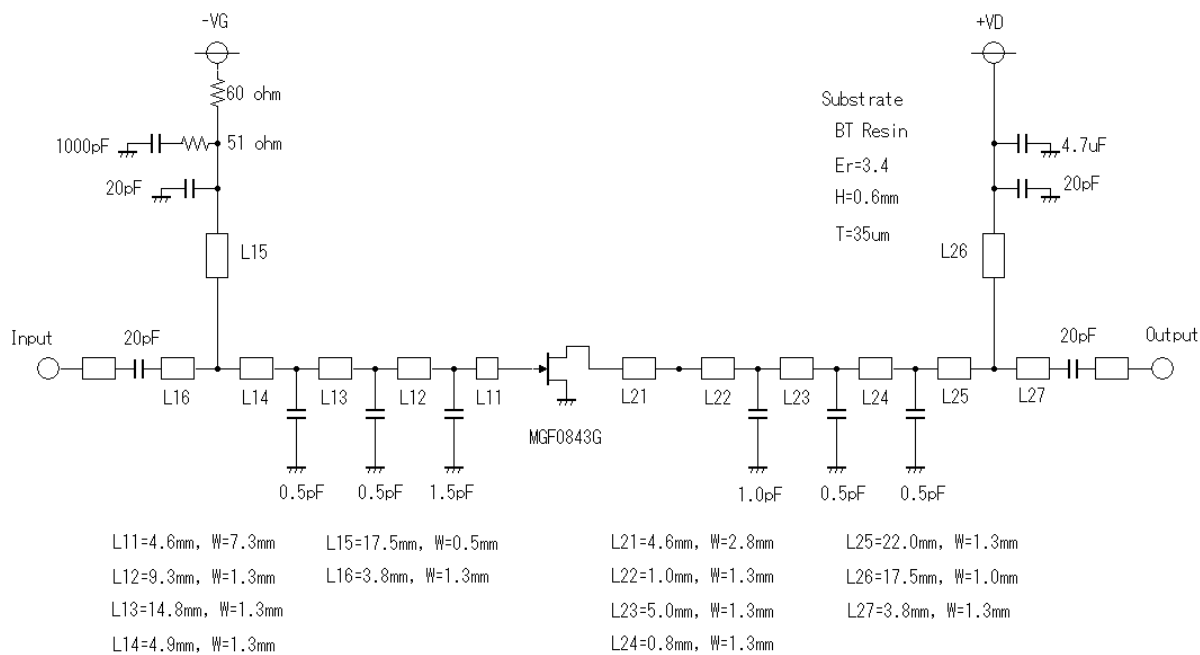 -VG
+VD
60 ohm
Substrate
BT Resin
Er=3.4
H=0.6mm
T=35um
1000pF
51 ohm
4.7uF
20pF
20pF
L15
L26
Input
20pF
20pF
Output
L16
L14
L13
L12
L11
L21
L22
L23
L24
L25
L27
MGF0843G
0.5pF
0.5pF
1.5pF
1.0pF
0.5pF
0.5pF
L11=4.6mm, W=7.3mm
L12=9.3mm, W=1.3mm
L13=14.8mm, W=1.3mm
L14=4.9mm, W=1.3mm
L15=17.5mm, W=0.5mm
L16=3.8mm, W=1.3mm
L21=4.6mm, W=2.8mm
L22=1.0mm, W=1.3mm
L23=5.0mm, W=1.3mm
L24=0.8mm, W=1.3mm
L25=22.0mm, W=1.3mm
L26=17.5mm, W=1.0mm
L27=3.8mm, W=1.3mm